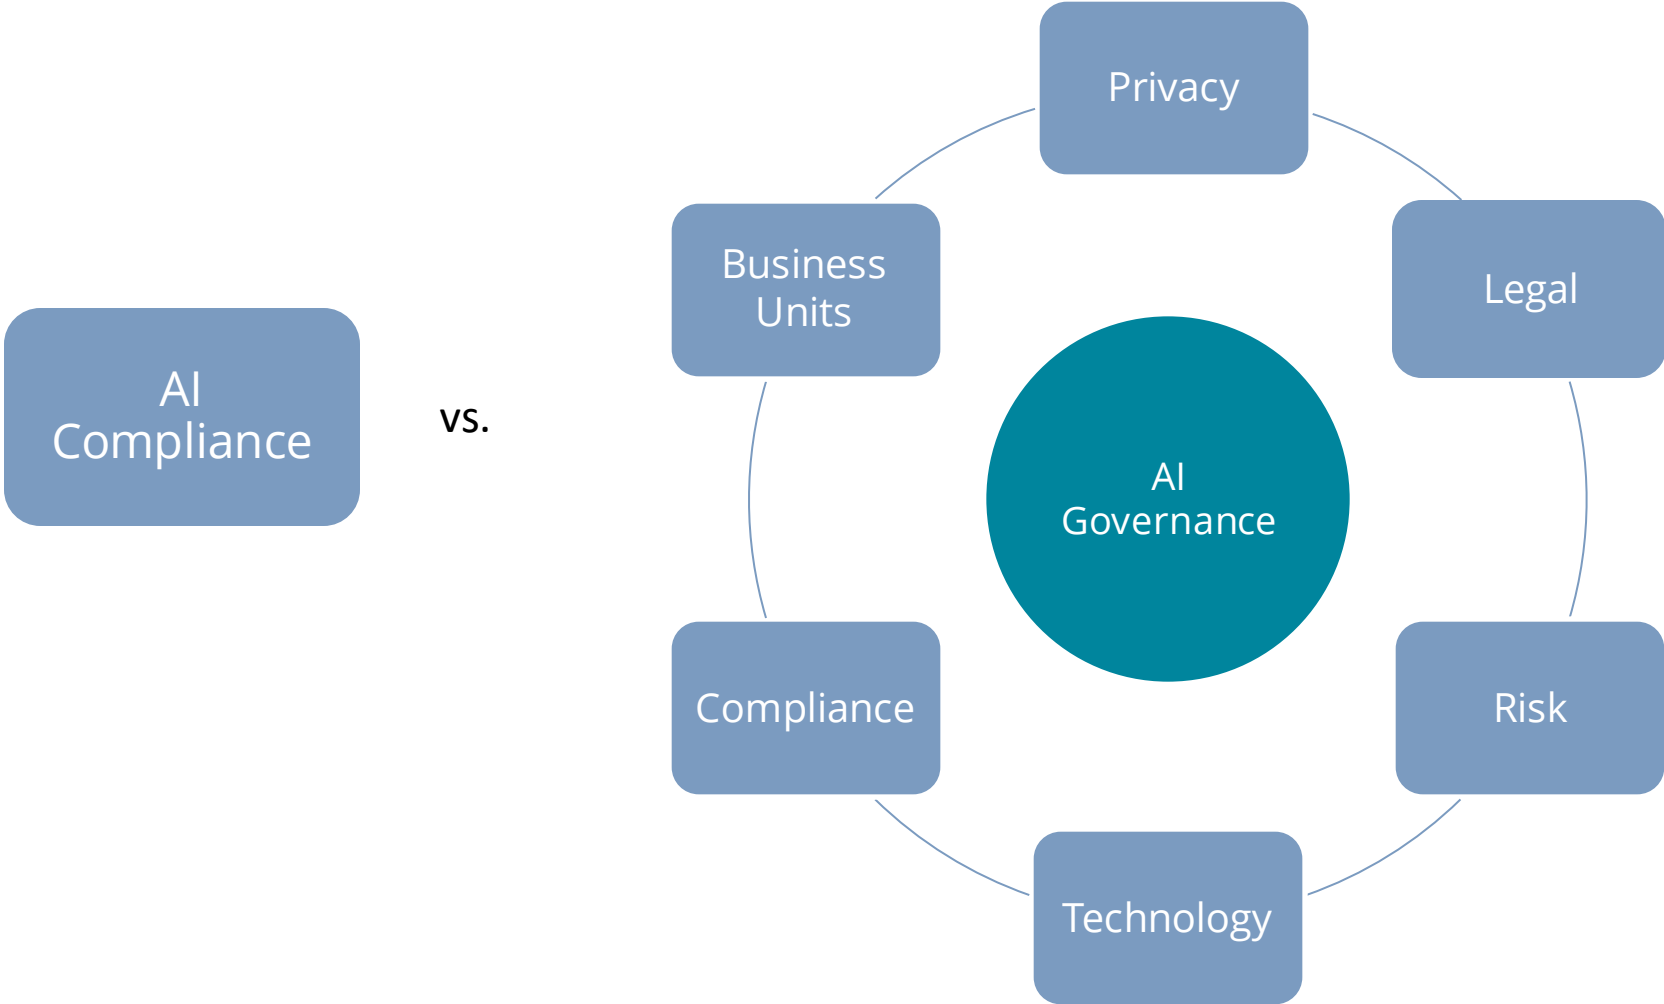 AI
Compliance
vs.
Privacy
Legal
Risk
Technology
Compliance
Business
Units
AI
Governance